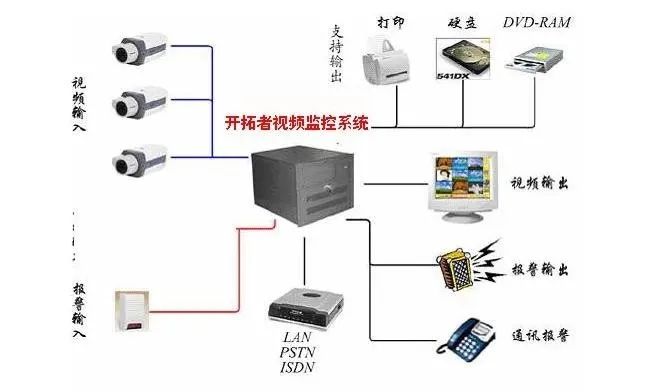 打印
硬盘
DVD-RAM
支持输出
541DX
视频输入
开拓者视频监控系统
视频输出
报警输出
报警输入
通讯报警
LAN
PSTN
ISDN